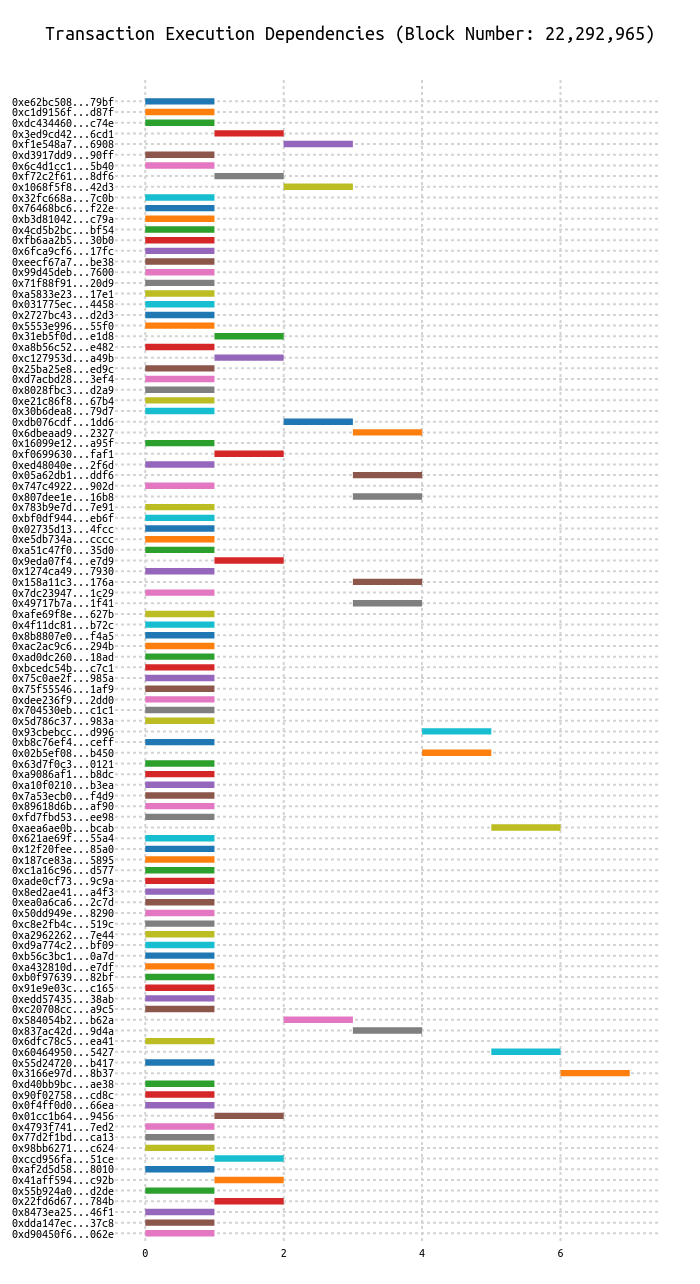 Transaction Execution Dependencies (Block Number: 22,292,965)
0xe62bc508...79bf
0xc1d9156f...d87f
0xdc434460...c74e
0x3ed9cd42...6cd1
0xf1e548a7...6908
0xd3917dd9...90ff
0x6c4d1cc1...5b40
0xf72c2f61...8df6
0x1068f5f8...42d3
0x32fc668a...7c0b
0x76468bc6...f22e
0xb3d81042...c79a
0x4cd5b2bc...bf54
0xfb6aa2b5...30b0
0x6fca9cf6...17fc
0xeecf67a7...be38
0x99d45deb...7600
0x71f88f91...20d9
0xa5833e23...17e1
0x031775ec...4458
0x2727bc43...d2d3
0x5553e996...55f0
0x31eb5f0d...e1d8
0xa8b56c52...e482
0xc127953d...a49b
0x25ba25e8...ed9c
0xd7acbd28...3ef4
0x8028fbc3...d2a9
0xe21c86f8...67b4
0x30b6dea8...79d7
0xdb076cdf...1dd6
0x6dbeaad9...2327
0x16099e12...a95f
0xf0699630...faf1
0xed48040e...2f6d
0x05a62db1...ddf6
0x747c4922...902d
0x807dee1e...16b8
0x783b9e7d...7e91
0xbf0df944...eb6f
0x02735d13...4fcc
0xe5db734a...cccc
0xa51c47f0...35d0
0x9eda07f4...e7d9
0x1274ca49...7930
0x158a11c3...176a
0x7dc23947...1c29
0x49717b7a...1f41
0xafe69f8e...627b
0x4f11dc81...b72c
0x8b8807e0...f4a5
0xac2ac9c6...294b
0xad0dc260...18ad
0xbcedc54b...c7c1
0x75c0ae2f...985a
0x75f55546...1af9
0xdee236f9...2dd0
0x704530eb...c1c1
0x5d786c37...983a
0x93cbebcc...d996
0xb8c76ef4...ceff
0x02b5ef08...b450
0x63d7f0c3...0121
0xa9086af1...b8dc
0xa10f0210...b3ea
0x7a53ecb0...f4d9
0x89618d6b...af90
0xfd7fbd53...ee98
0xaea6ae0b...bcab
0x621ae69f...55a4
0x12f20fee...85a0
0x187ce83a...5895
0xc1a16c96...d577
0xade0cf73...9c9a
0x8ed2ae41...a4f3
0xea0a6ca6...2c7d
0x50dd949e...8290
0xc8e2fb4c...519c
0xa2962262...7e44
0xd9a774c2...bf09
0xb56c3bc1...0a7d
0xa432810d...e7df
0xb0f97639...82bf
0x91e9e03c...c165
0xedd57435...38ab
0xc20708cc...a9c5
0x584054b2...b62a
0x837ac42d...9d4a
0x6dfc78c5...ea41
0x60464950...5427
0x55d24720...b417
0x3166e97d...8b37
0xd40bb9bc...ae38
0x90f02758...cd8c
0x0f4ff0d0...66ea
0x01cc1b64...9456
0x4793f741...7ed2
0x77d2f1bd...ca13
0x98bb6271...c624
0xccd956fa...51ce
0xaf2d5d58...8010
0x41aff594...c92b
0x55b924a0...d2de
0x22fd6d67...784b
0x8473ea25...46f1
0xdda147ec...37c8
0xd90450f6...062e
0 2 4 6